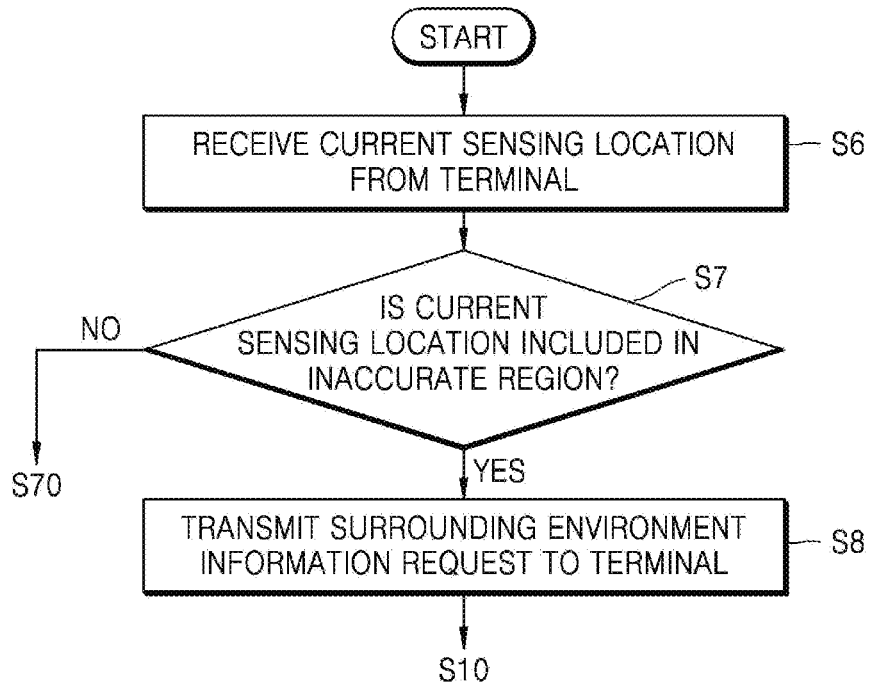 START
RECEIVE CURRENT SENSING LOCATION
FROM TERMINAL
S6
S7
IS CURRENT
SENSING LOCATION INCLUDED IN
INACCURATE REGION?
NO
S70
YES
TRANSMIT SURROUNDING ENVIRONMENT
INFORMATION REQUEST TO TERMINAL
S8
S10